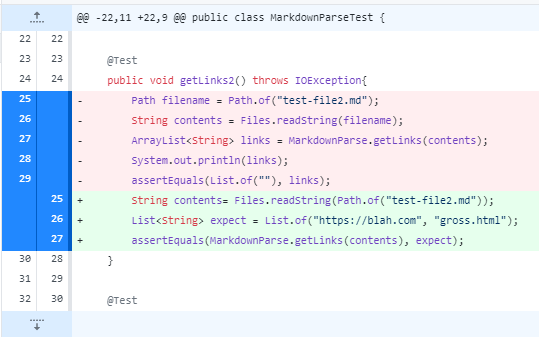 @@ -22,11 +22,9 @@ public class MarkdownParseTest {
22 22
23 23 @Test
24 24 public void getLinks2() throws IOException{
25 - Path filename = Path.of("test-file2.md");
26 - String contents = Files.readString(filename);
27 - ArrayList<String> links = MarkdownParse.getLinks(contents);
28 - System.out.println(links);
29 - assertEquals(List.of(""), links);
25 + String contents= Files.readString(Path.of("test-file2.md"));
26 + List<String> expect = List.of("https://blah.com", "gross.html");
27 + assertEquals(MarkdownParse.getLinks(contents), expect);
30 28 }
31 29
32 30 @Test